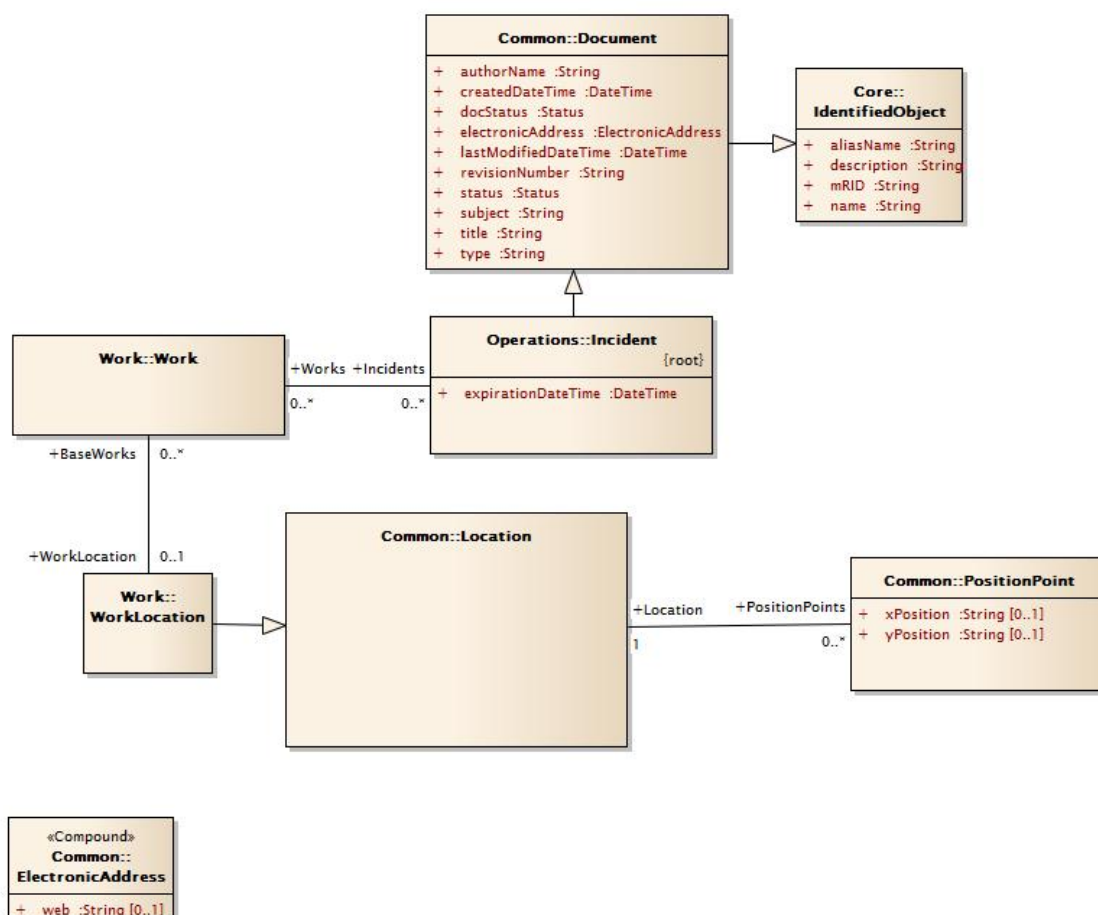 Common::Document
+ authorName :String
+ createdDateTime :DateTime
+ docStatus :Status
+ electronicAddress :ElectronicAddress
+ lastModifiedDateTime :DateTime
+ revisionNumber :String
+ status :Status
+ subject :String
+ title :String
+ type :String
Core::
IdentifiedObject
+ aliasName :String
+ description :String
+ mRID :String
+ name :String
Work::Work
+Works +Incidents
0..* 0..*
Operations::Incident
{root}
+ expirationDateTime :DateTime
+BaseWorks 0..*
+WorkLocation 0..1
Work::
WorkLocation
Common::Location
+Location +PositionPoints
1 0..*
Common::PositionPoint
+ xPosition :String [0..1]
+ yPosition :String [0..1]
«Compound»
Common::
ElectronicAddress
+ web :String [0..1]